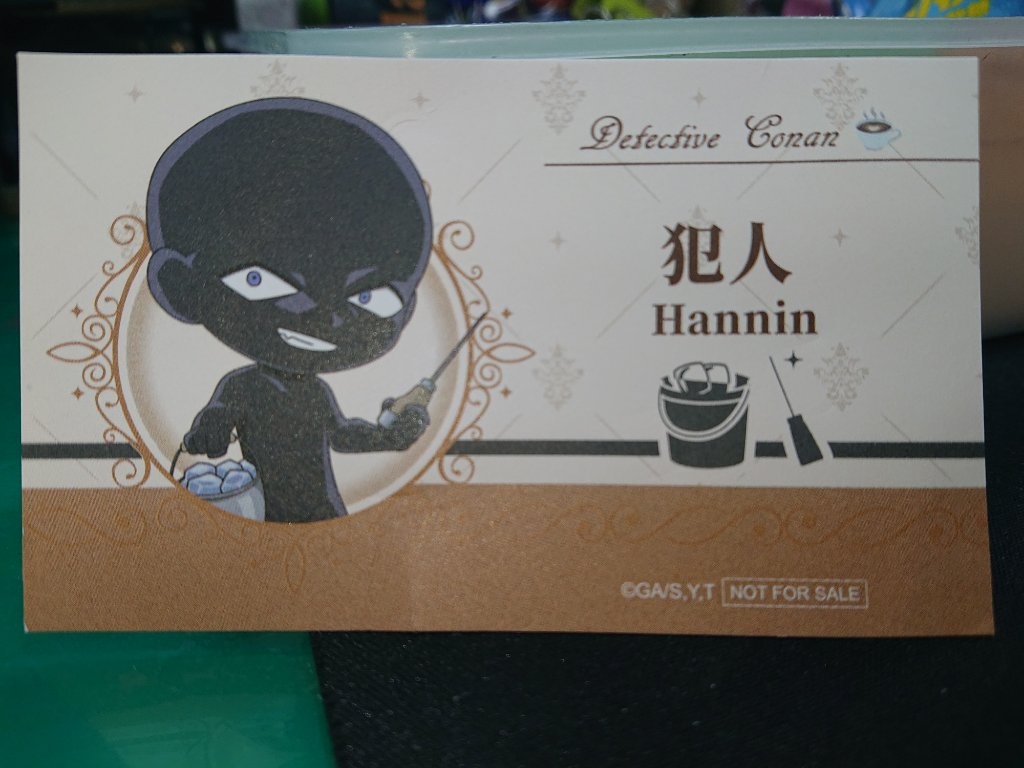 Detective Conan
犯人
Hannin
©GA/S,Y,T NOT FOR SALE